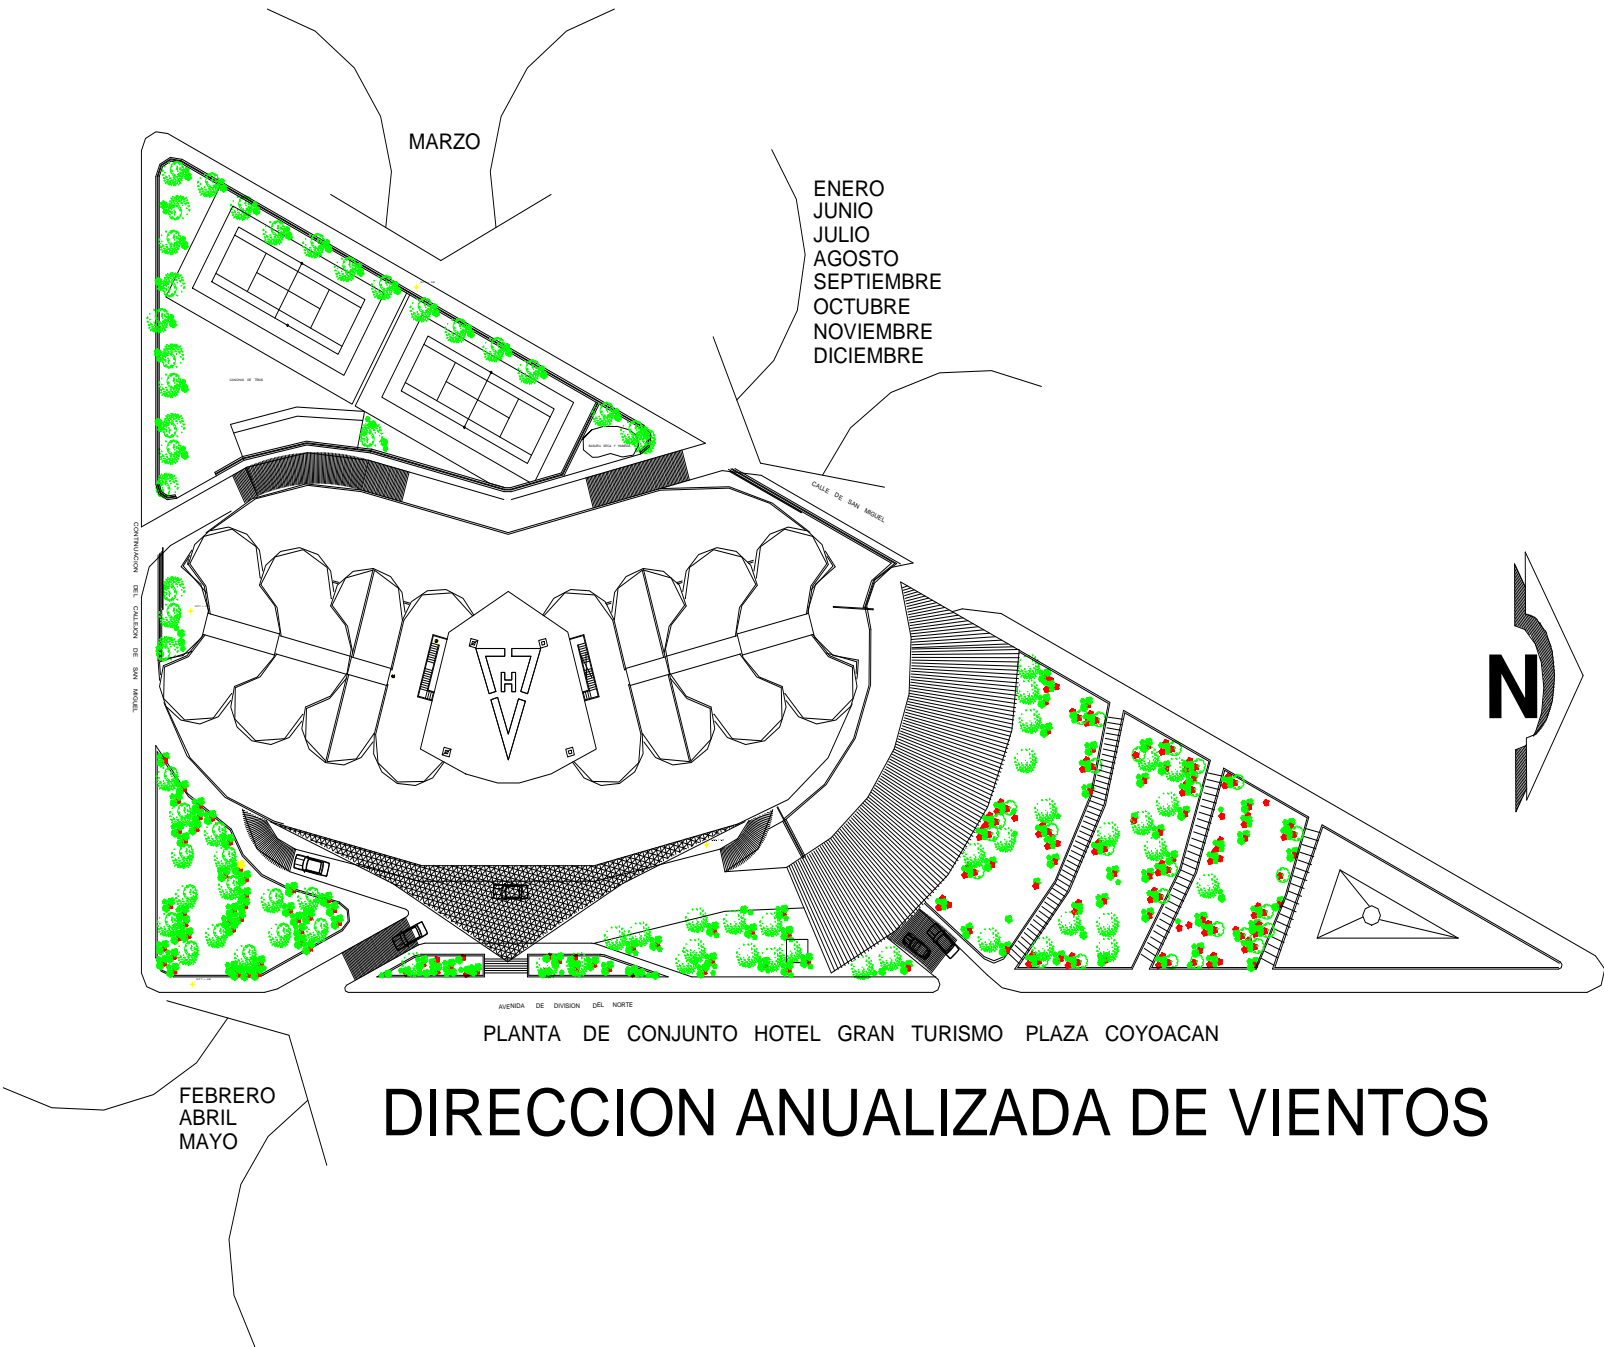 MARZO
ENERO
JUNIO
JULIO
AGOSTO
SEPTIEMBRE
OCTUBRE
NOVIEMBRE
DICIEMBRE
CALLE DE SAN MIGUEL
CONTINUACION DEL CALLEJON DE SAN MIGUEL
H
N
AVENIDA DE DIVISION DEL NORTE
PLANTA DE CONJUNTO HOTEL GRAN TURISMO PLAZA COYOACAN
FEBRERO
ABRIL
MAYO
DIRECCION ANUALIZADA DE VIENTOS